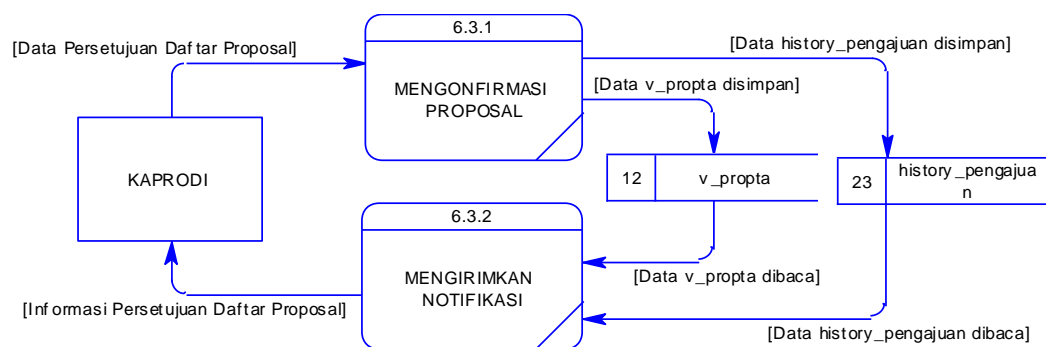 6.3.1
[Data Persetujuan Daftar Proposal]
[Data history_pengajuan disimpan]
MENGONFIRMASI
PROPOSAL
[Data v_propta disimpan]
KAPRODI
12
v_propta
23
history_pengajua
n
6.3.2
MENGIRIMKAN
NOTIFIKASI
[Data v_propta dibaca]
[Informasi Persetujuan Daftar Proposal]
[Data history_pengajuan dibaca]